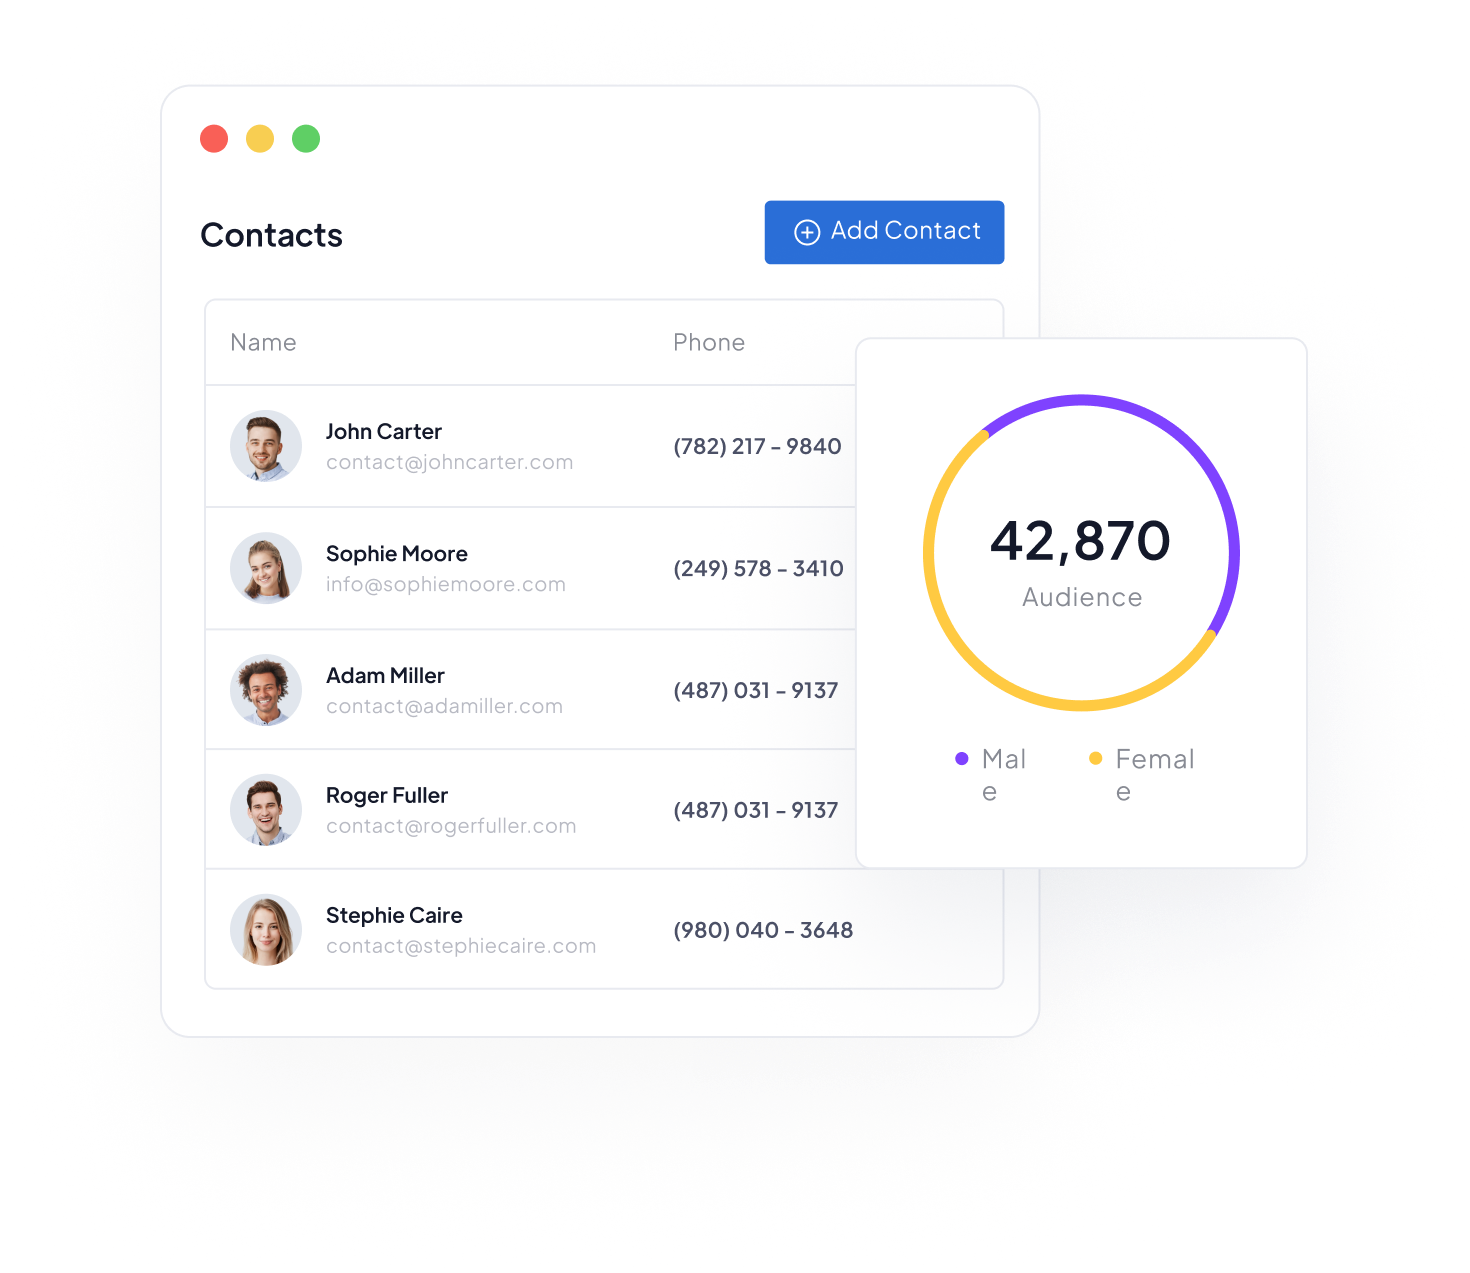 Contacts
Add Contact
Name
Phone
John Carter
contact@johncarter.com
(782) 217 - 9840
Sophie Moore
info@sophiemoore.com
(249) 578 - 3410
Adam Miller
contact@adamiller.com
(487) 031 - 9137
Roger Fuller
contact@rogerfuller.com
(487) 031 - 9137
Stephie Caire
contact@stephiecaire.com
(980) 040 - 3648
42,870
Audience
Mal
e
Femal
e